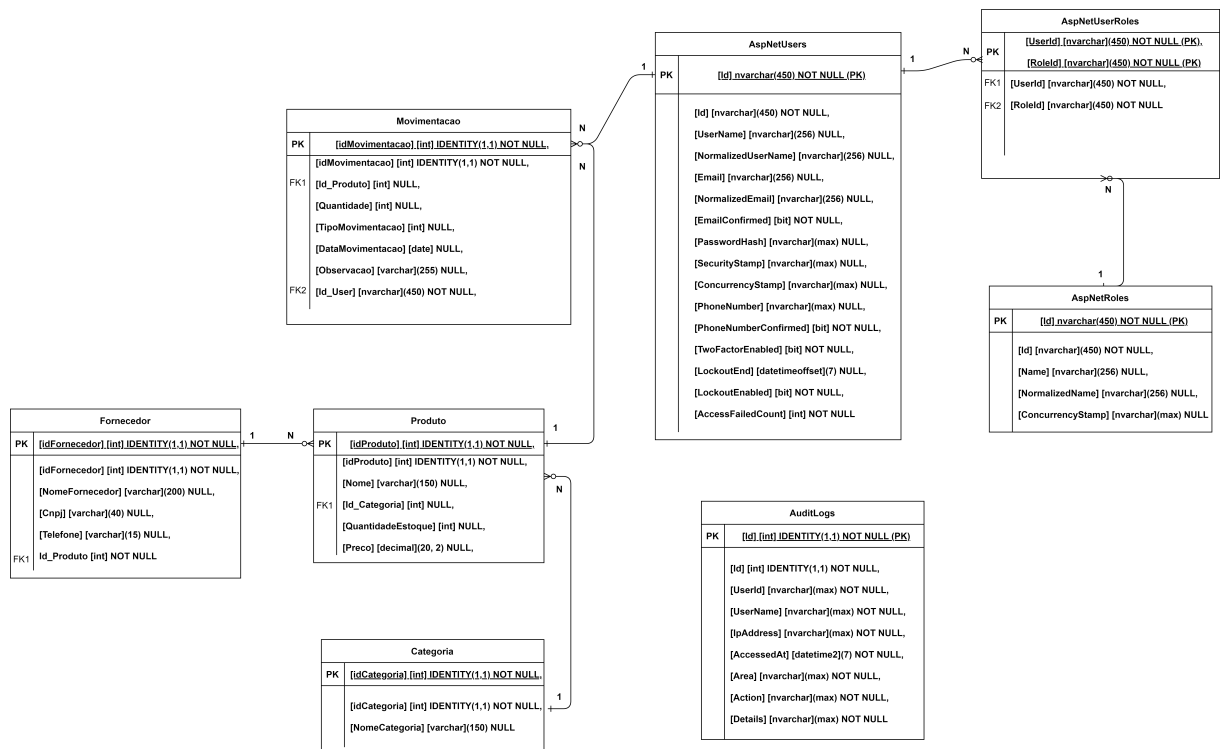 AspNetUserRoles
PK
[UserId] [nvarchar](450) NOT NULL (PK),
[RoleId] [nvarchar](450) NOT NULL (PK)
FK1 [UserId] [nvarchar](450) NOT NULL,
FK2 [RoleId] [nvarchar](450) NOT NULL
N
1
N
1
AspNetUsers
PK [Id] nvarchar(450) NOT NULL (PK)
[Id] [nvarchar](450) NOT NULL,
[UserName] [nvarchar](256) NULL,
[NormalizedUserName] [nvarchar](256) NULL,
[Email] [nvarchar](256) NULL,
[NormalizedEmail] [nvarchar](256) NULL,
[EmailConfirmed] [bit] NOT NULL,
[PasswordHash] [nvarchar](max) NULL,
[SecurityStamp] [nvarchar](max) NULL,
[ConcurrencyStamp] [nvarchar](max) NULL,
[PhoneNumber] [nvarchar](max) NULL,
[PhoneNumberConfirmed] [bit] NOT NULL,
[TwoFactorEnabled] [bit] NOT NULL,
[LockoutEnd] [datetimeoffset](7) NULL,
[LockoutEnabled] [bit] NOT NULL,
[AccessFailedCount] [int] NOT NULL
1
N
N
Movimentacao
PK [idMovimentacao] [int] IDENTITY(1,1) NOT NULL,
[idMovimentacao] [int] IDENTITY(1,1) NOT NULL,
FK1 [Id_Produto] [int] NULL,
[Quantidade] [int] NULL,
[TipoMovimentacao] [int] NULL,
[DataMovimentacao] [date] NULL,
[Observacao] [varchar](255) NULL,
FK2 [Id_User] [nvarchar](450) NOT NULL,
AspNetRoles
PK [Id] nvarchar(450) NOT NULL (PK)
[Id] [nvarchar](450) NOT NULL,
[Name] [nvarchar](256) NULL,
[NormalizedName] [nvarchar](256) NULL,
[ConcurrencyStamp] [nvarchar](max) NULL
Fornecedor
PK [idFornecedor] [int] IDENTITY(1,1) NOT NULL,
[idFornecedor] [int] IDENTITY(1,1) NOT NULL,
[NomeFornecedor] [varchar](200) NULL,
[Cnpj] [varchar](40) NULL,
[Telefone] [varchar](15) NULL,
FK1 Id_Produto [int] NOT NULL
1
N
Produto
PK [idProduto] [int] IDENTITY(1,1) NOT NULL,
[idProduto] [int] IDENTITY(1,1) NOT NULL,
[Nome] [varchar](150) NULL,
FK1 [Id_Categoria] [int] NULL,
[QuantidadeEstoque] [int] NULL,
[Preco] [decimal](20, 2) NULL,
1
N
Categoria
PK [idCategoria] [int] IDENTITY(1,1) NOT NULL,
[idCategoria] [int] IDENTITY(1,1) NOT NULL,
[NomeCategoria] [varchar](150) NULL
1
AuditLogs
PK [Id] [int] IDENTITY(1,1) NOT NULL (PK)
[Id] [int] IDENTITY(1,1) NOT NULL,
[UserId] [nvarchar](max) NOT NULL,
[UserName] [nvarchar](max) NOT NULL,
[IpAddress] [nvarchar](max) NOT NULL,
[AccessedAt] [datetime2](7) NOT NULL,
[Area] [nvarchar](max) NOT NULL,
[Action] [nvarchar](max) NOT NULL,
[Details] [nvarchar](max) NOT NULL